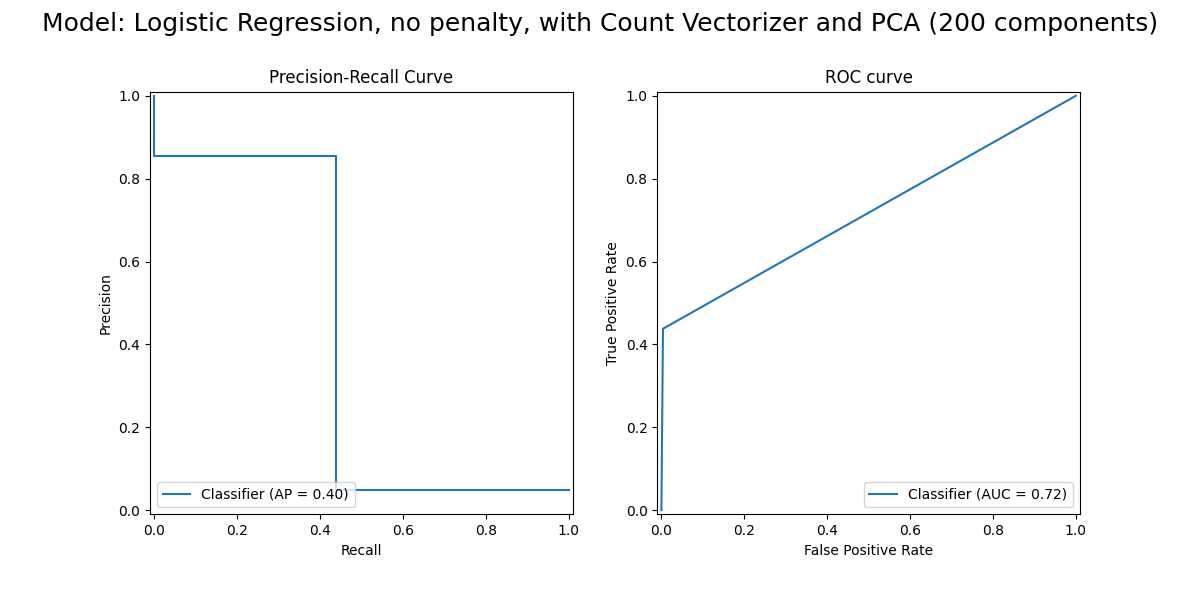 Model: Logistic Regression, no penalty, with Count Vectorizer and PCA (200 components)
Precision-Recall Curve
1.0
0.8
0.6
0.4
0.2
0.0
Precision
0.0 0.2 0.4 0.6 0.8 1.0
Recall
Classifier (AP = 0.40)
ROC curve
1.0
0.8
0.6
0.4
0.2
0.0
True Positive Rate
0.0 0.2 0.4 0.6 0.8 1.0
False Positive Rate
Classifier (AUC = 0.72)